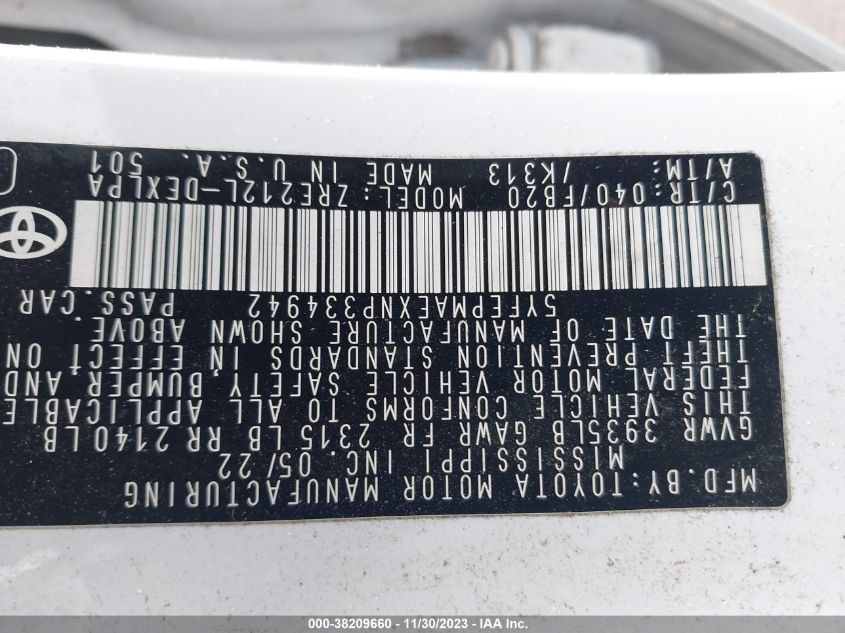 MFD. BY: TOYOTA MOTOR MANUFACTURING
MISSISSIPPI INC. 05/22
GVWR 3935LB GAWR FR 2315 LB RR 2140 LB
THIS VEHICLE CONFORMS TO ALL APPLICABLE
FEDERAL MOTOR VEHICLE SAFETY, BUMPER AND
THEFT PREVENTION STANDARDS IN EFFECT ON
THE DATE OF MANUFACTURE SHOWN ABOVE
5YFEPMAEXNP334942 PASS. CAR
C/TR: 040/FB20 MODEL: ZRE212L-DEXLPA
A/TM: /K313 MADE IN U.S.A. 501
000-38209660 - 11/30/2023 - IAA Inc.